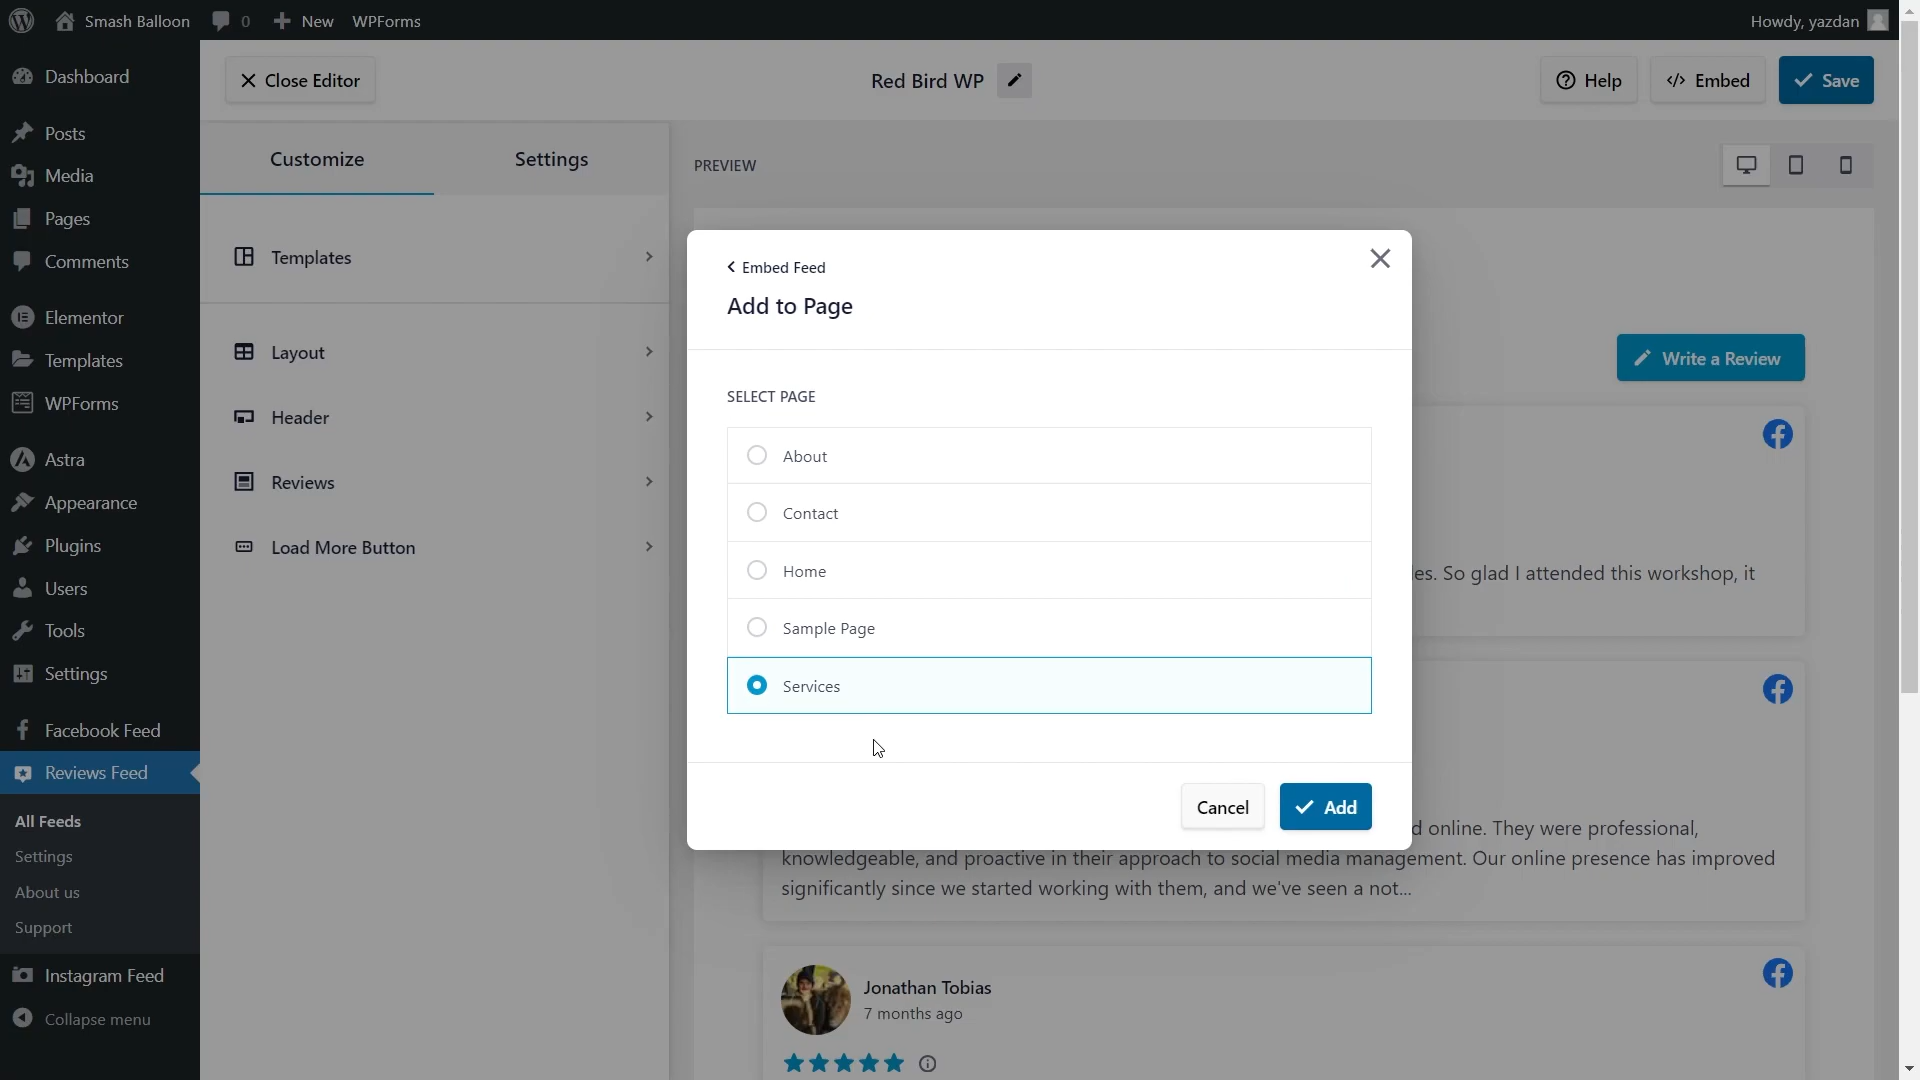 Smash Balloon
0
New
WPForms
Howdy, yazdan
Dashboard
Posts
Media
Pages
Comments
Elementor
Templates
WPForms
Astra
Appearance
Plugins
Users
Tools
Settings
Facebook Feed
Reviews Feed
All Feeds
Settings
About us
Support
Instagram Feed
Collapse menu
Close Editor
Red Bird WP
Help
</> Embed
Save
Customize
Settings
Templates
Layout
Header
Reviews
Load More Button
PREVIEW
Write a Review
Embed Feed
Add to Page
SELECT PAGE
About
Contact
Home
Sample Page
Services
Cancel
Add
So glad I attended this workshop, it
online. They were professional,
knowledgeable, and proactive in their approach to social media management. Our online presence has improved
significantly since we started working with them, and we've seen a not...
Jonathan Tobias
7 months ago